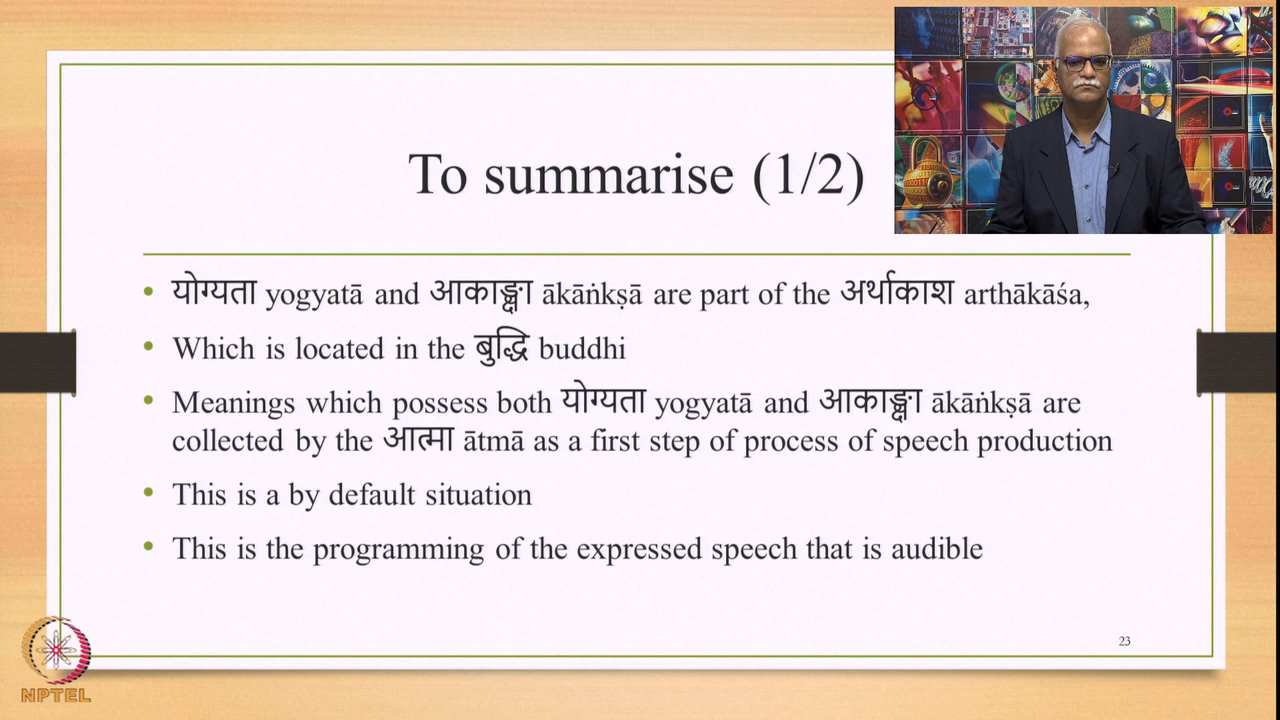 To summarise (1/2)
• योग्यता yogyatā and आकाङ्क्षा ākāṅkṣā are part of the अर्थाकाश arthākāśa,
• Which is located in the बुद्धि buddhi
• Meanings which possess both योग्यता yogyatā and आकाङ्क्षा ākāṅkṣā are
collected by the आत्मा ātmā as a first step of process of speech production
• This is a by default situation
• This is the programming of the expressed speech that is audible
23
NPTEL